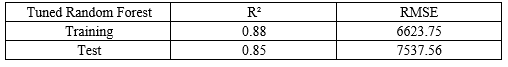 Tuned Random Forest R² RMSE
Training 0.88 6623.75
Test 0.85 7537.56